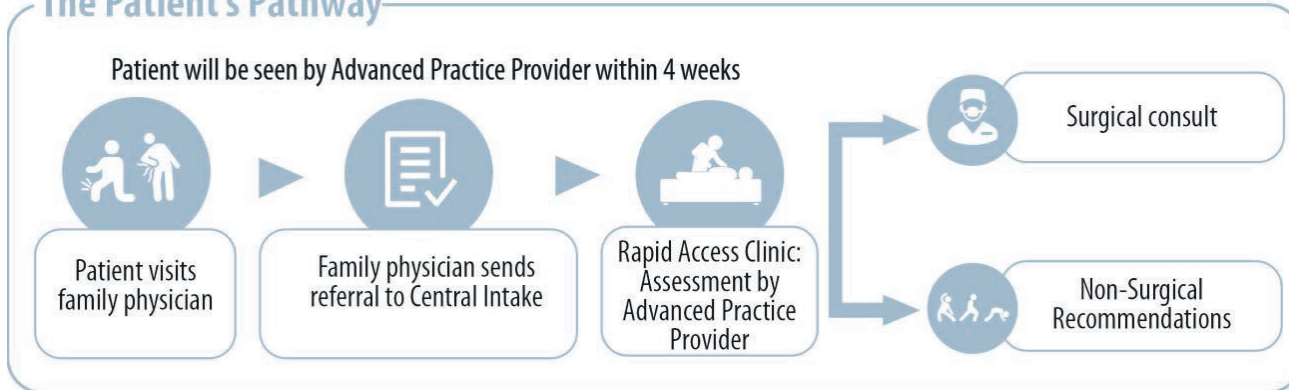 The Patient's Pathway
Patient will be seen by Advanced Practice Provider within 4 weeks
Patient visits
family physician
Family physician sends
referral to Central Intake
Rapid Access Clinic:
Assessment by
Advanced Practice
Provider
Surgical consult
Non-Surgical
Recommendations